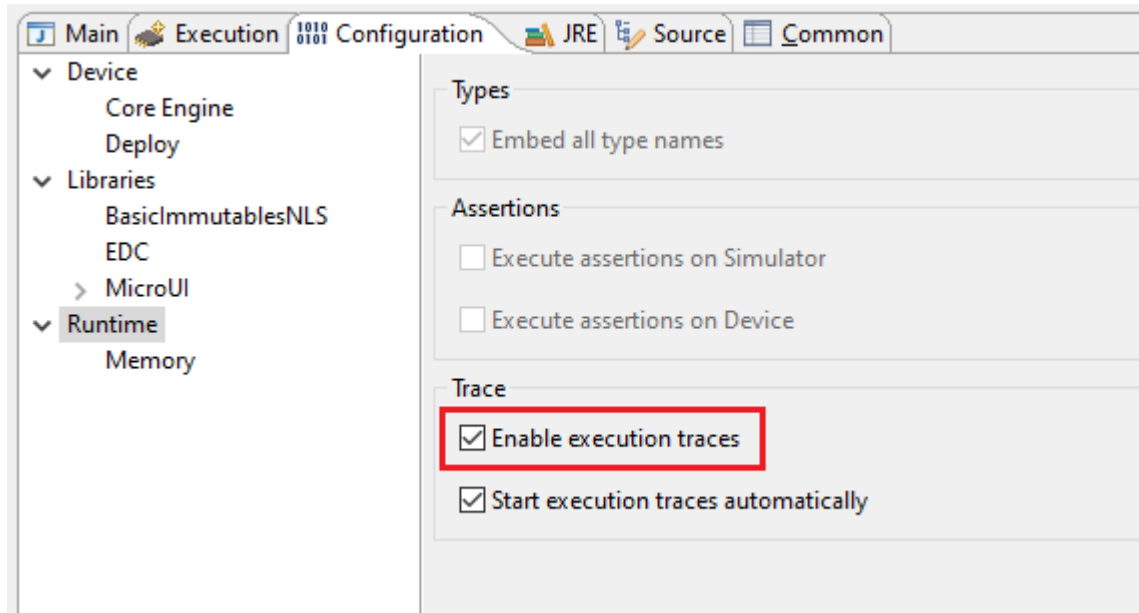 Main Execution Configuration JRE Source Common
Device
Core Engine
Deploy
Libraries
BasicImmutablesNLS
EDC
MicroUI
Runtime
Memory
Types
Embed all type names
Assertions
Execute assertions on Simulator
Execute assertions on Device
Trace
Enable execution traces
Start execution traces automatically